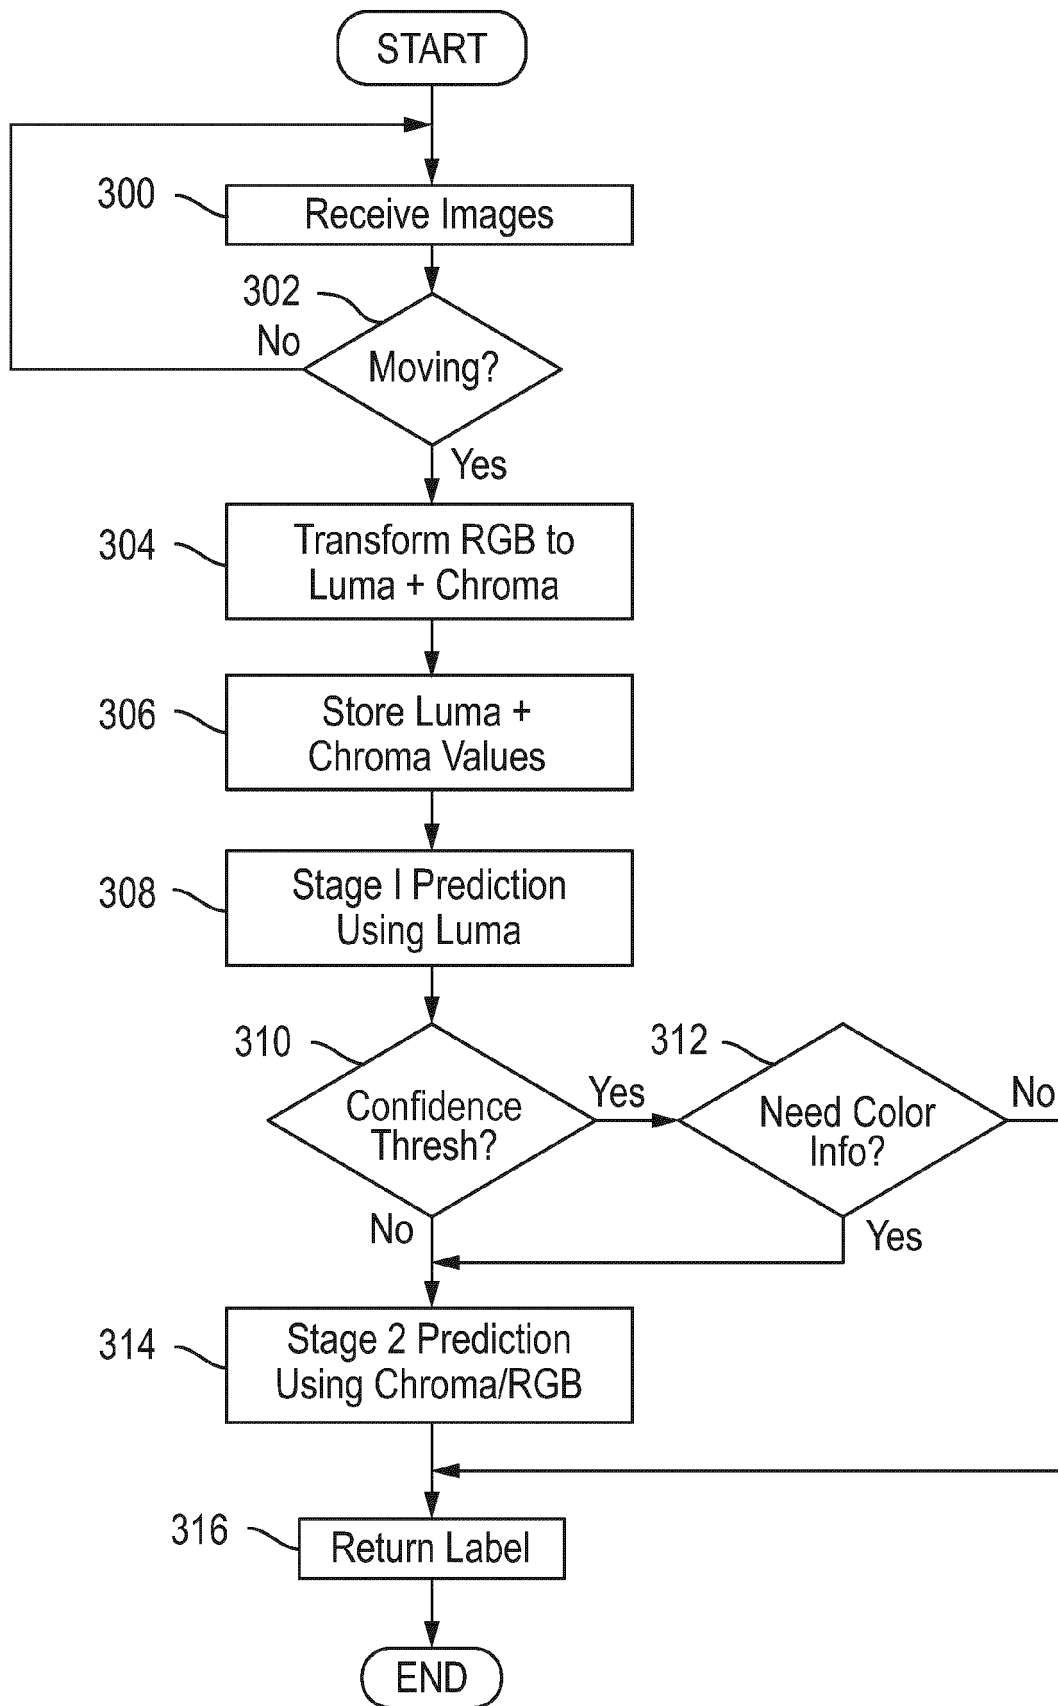 START
300
Receive Images
302
No
Moving?
Yes
304
Transform RGB to
Luma + Chroma
306
Store Luma +
Chroma Values
308
Stage I Prediction
Using Luma
310
Confidence
Thresh?
Yes
312
Need Color
Info?
No
No
Yes
314
Stage 2 Prediction
Using Chroma/RGB
316
Return Label
END